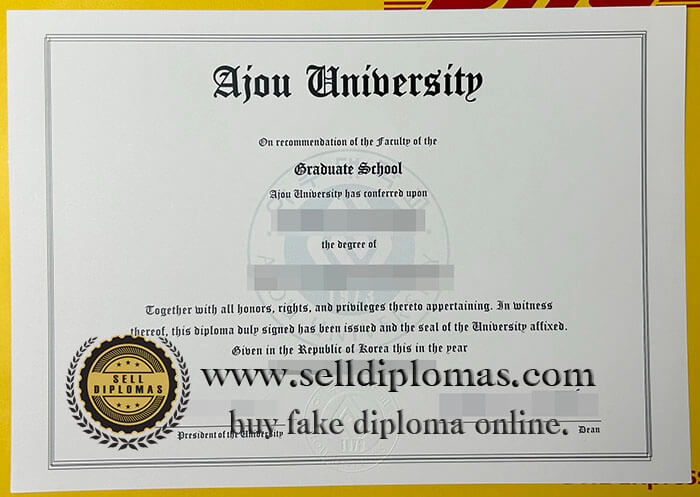 Ajou University
On recommendation of the Faculty of the
Graduate School
Ajou University has conferred upon
the degree of
Together with all honors, rights, and privileges thereto appertaining. In witness
thereof, this diploma duly signed has been issued and the seal of the University affixed.
Given in the Republic of Korea this in the year
SELL
DIPLOMAS
www.selldiplomas.com
buy fake diploma online.
President of the University
Dean